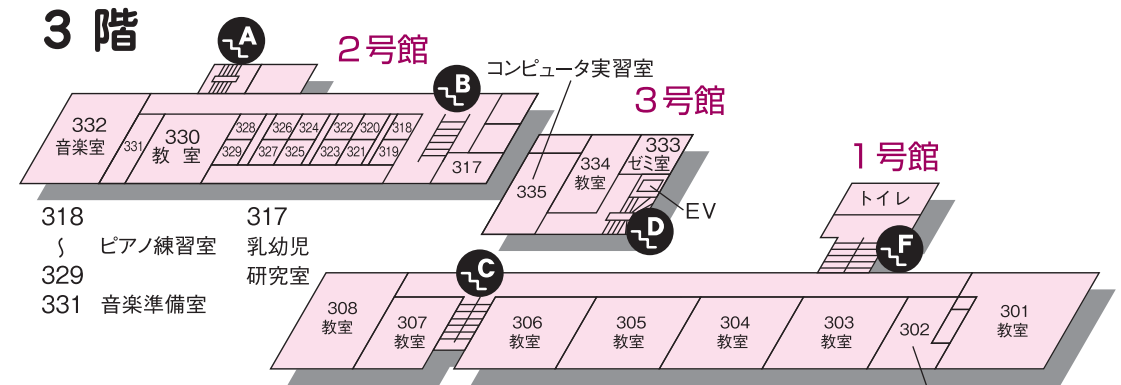 3 階
A
2号館
B
コンピュータ実習室
3号館
332
音楽室
331
330
教 室
328
326
324
322
320
318
329
327
325
323
321
319
317
335
334
教室
333
ゼミ室
EV
D
1号館
トイレ
F
318
〜
329
ピアノ練習室
331 音楽準備室
317
乳幼児
研究室
C
308
教室
307
教室
306
教室
305
教室
304
教室
303
教室
302
301
教室